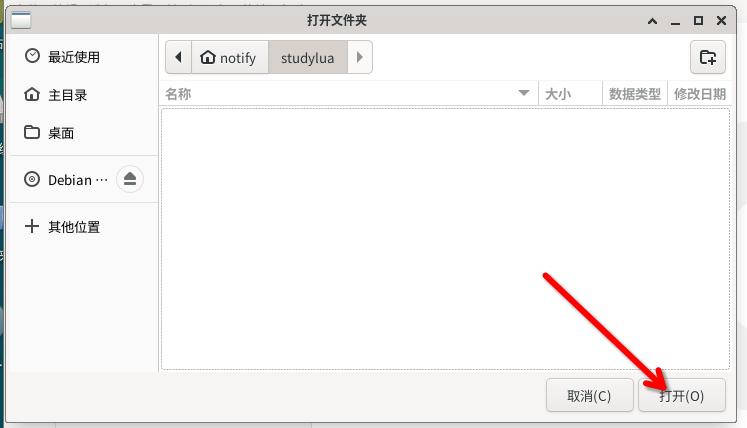 打开文件夹
最近使用
主目录
桌面
Debian ···
其他位置
notify studylua
名称 大小 数据类型 修改日期
取消(C) 打开(O)